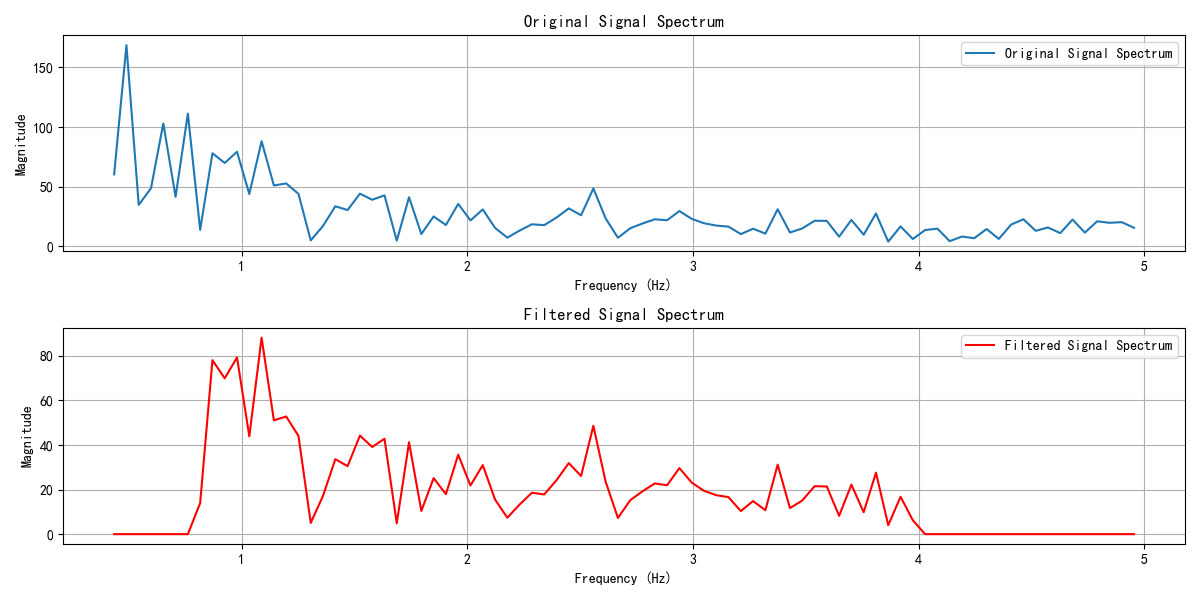 Original Signal Spectrum
Original Signal Spectrum
150
100
50
0
Magnitude
1 2 3 4 5
Frequency (Hz)
Filtered Signal Spectrum
Filtered Signal Spectrum
80
60
40
20
0
Magnitude
1 2 3 4 5
Frequency (Hz)